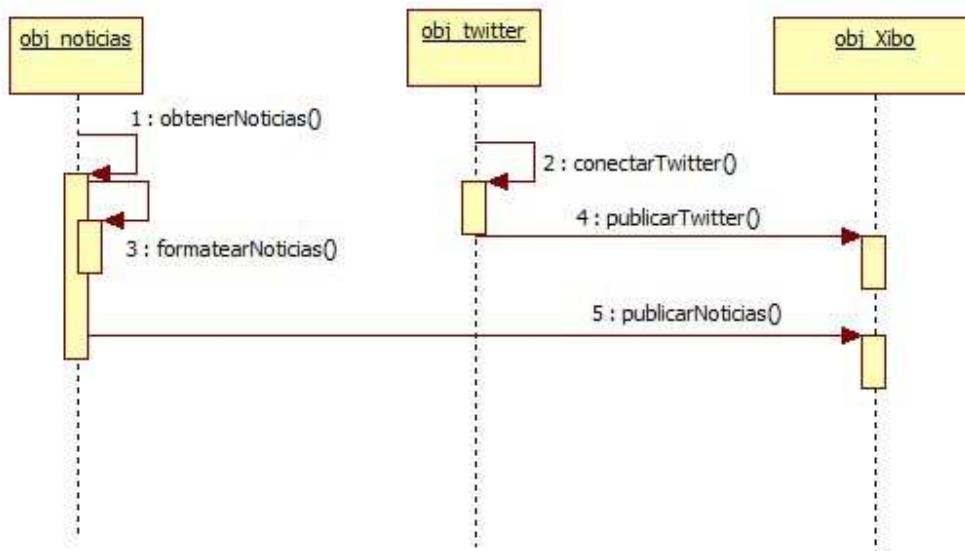 obj_noticias
obj_twitter
obj_Xibo
1 : obtenerNoticias()
2 : conectarTwitter()
4 : publicarTwitter()
3 : formatearNoticias()
5 : publicarNoticias()